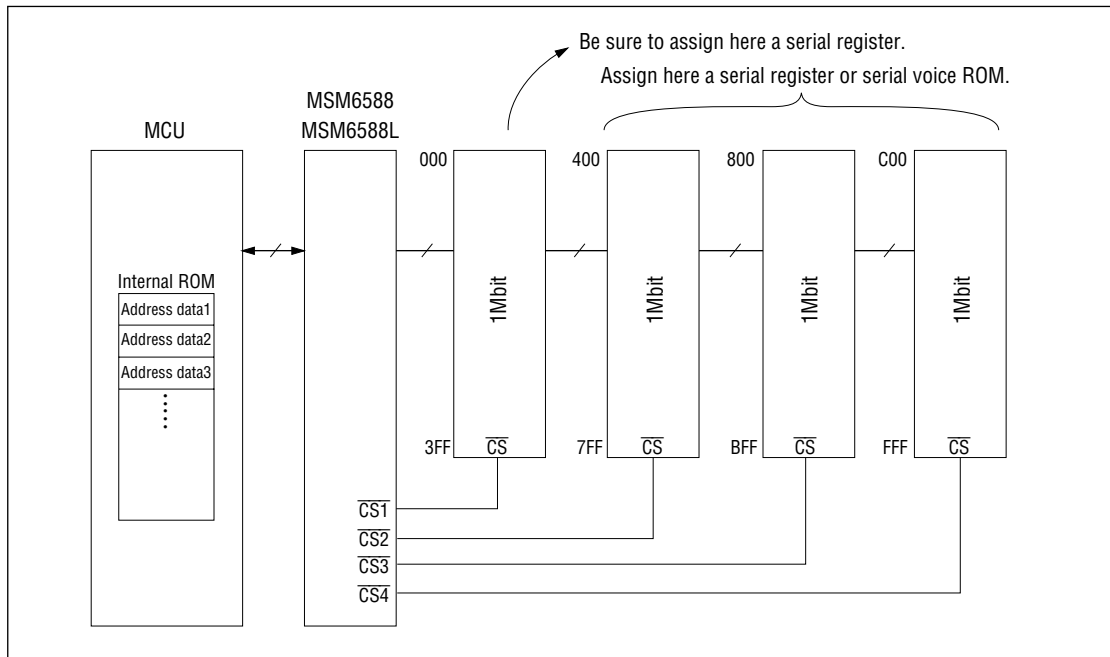 Be sure to assign here a serial register.
Assign here a serial register or serial voice ROM.
MSM6588
MCU
MSM6588L
000
400
800
C00
Internal ROM
Address data1
Address data2
Address data3
1Mbit
1Mbit
1Mbit
1Mbit
3FF
CS
7FF
CS
BFF
CS
FFF
CS
CS1
CS2
CS3
CS4